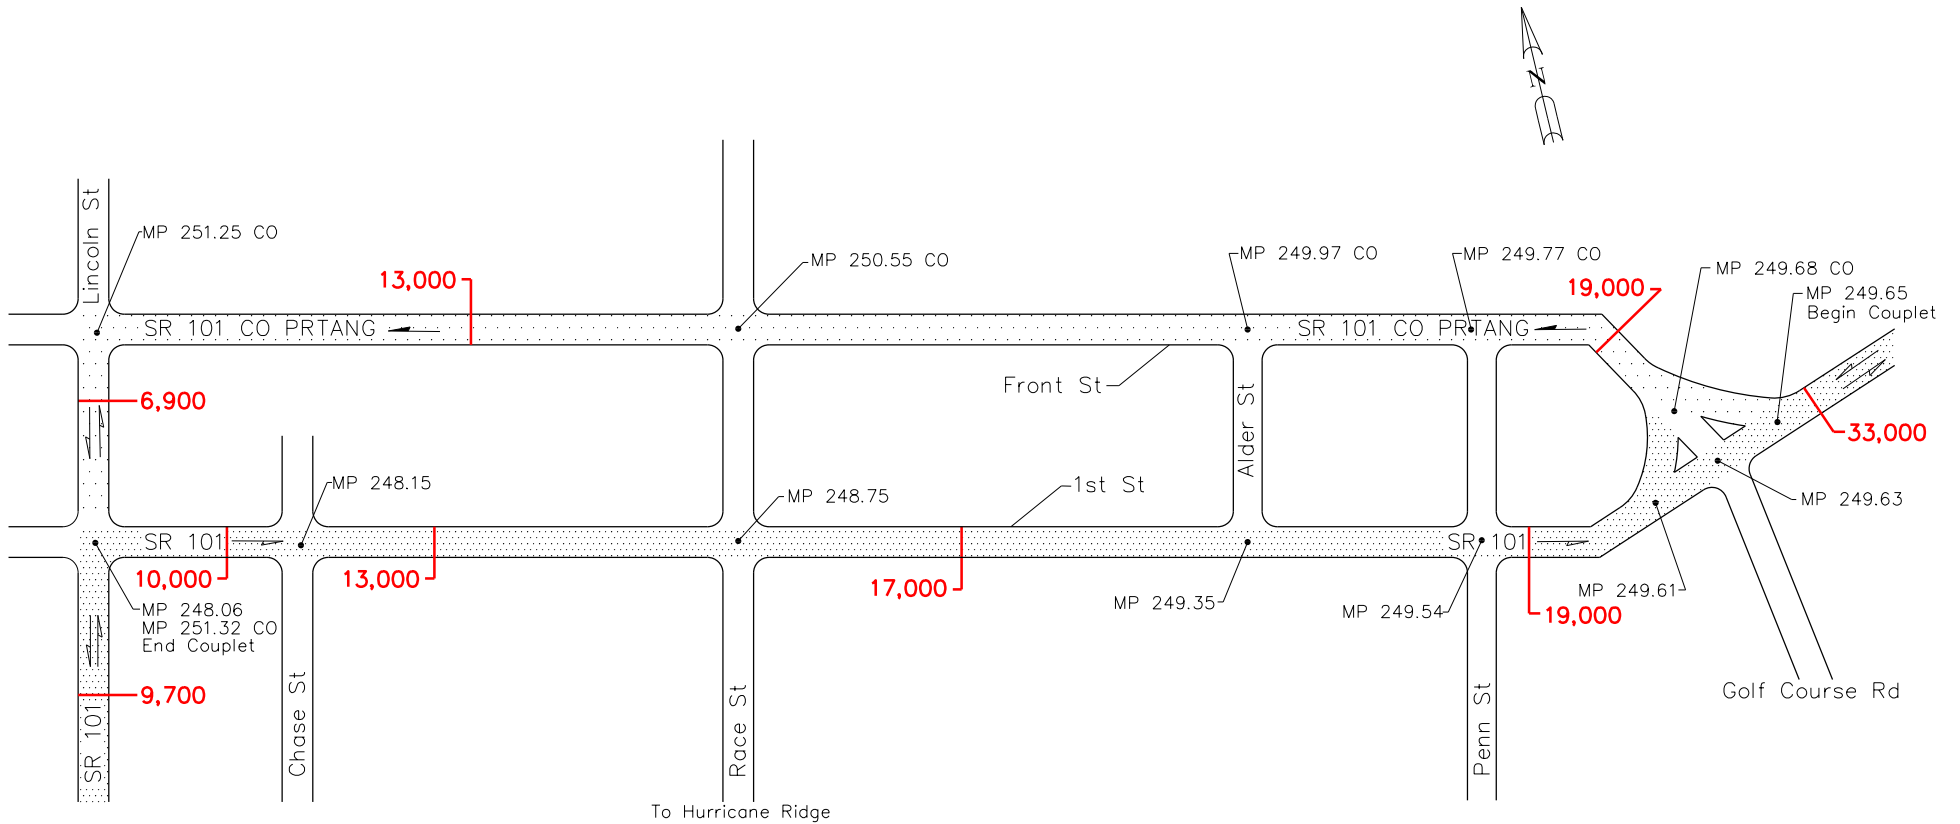 N
Lincoln St
MP 251.25 CO
13,000
MP 250.55 CO
MP 249.97 CO
MP 249.77 CO
19,000
MP 249.68 CO
MP 249.65
Begin Couplet
SR 101 CO PRTANG
SR 101 CO PRTANG
Front St
Alder St
6,900
33,000
MP 248.15
MP 248.75
1st St
MP 249.63
SR 101
SR 101
10,000
13,000
17,000
MP 249.35
MP 249.54
MP 249.61
19,000
MP 248.06
MP 251.32 CO
End Couplet
9,700
SR 101
Chase St
Race St
Penn St
Golf Course Rd
To Hurricane Ridge